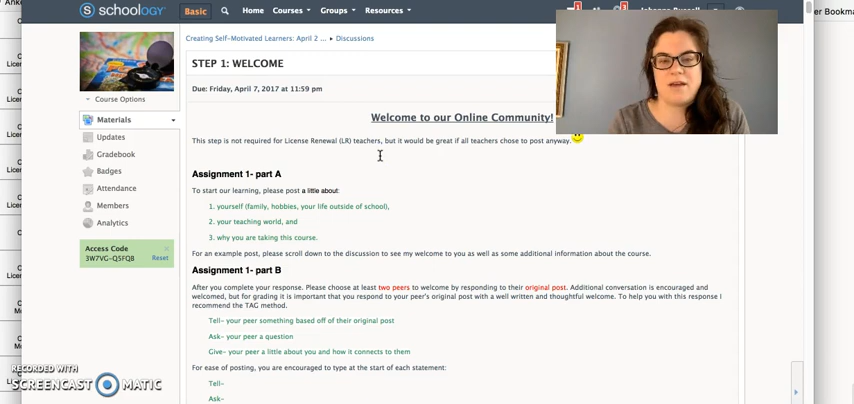 schoology
Basic
Home Courses Groups Resources
1 3
Creating Self-Motivated Learners: April 2 ... ▸ Discussions
STEP 1: WELCOME
Course Options
Due: Friday, April 7, 2017 at 11:59 pm
Materials
Updates
Gradebook
Badges
Attendance
Members
Analytics
Access Code
3W7VG-Q5FQB Reset
Welcome to our Online Community!
This step is not required for License Renewal (LR) teachers, but it would be great if all teachers chose to post anyway.
Assignment 1- part A
To start our learning, please post a little about:
1. yourself (family, hobbies, your life outside of school),
2. your teaching world, and
3. why you are taking this course.
For an example post, please scroll down to the discussion to see my welcome to you as well as some additional information about the course.
Assignment 1- part B
After you complete your response. Please choose at least two peers to welcome by responding to their original post. Additional conversation is encouraged and
welcomed, but for grading it is important that you respond to your peer's original post with a well written and thoughtful welcome. To help you with this response I
recommend the TAG method.
Tell- your peer something based off of their original post
Ask- your peer a question
Give- your peer a little about you and how it connects to them
For ease of posting, you are encouraged to type at the start of each statement:
Tell-
Ask-
RECORDED WITH
SCREENCAST MATIC
er Bookma